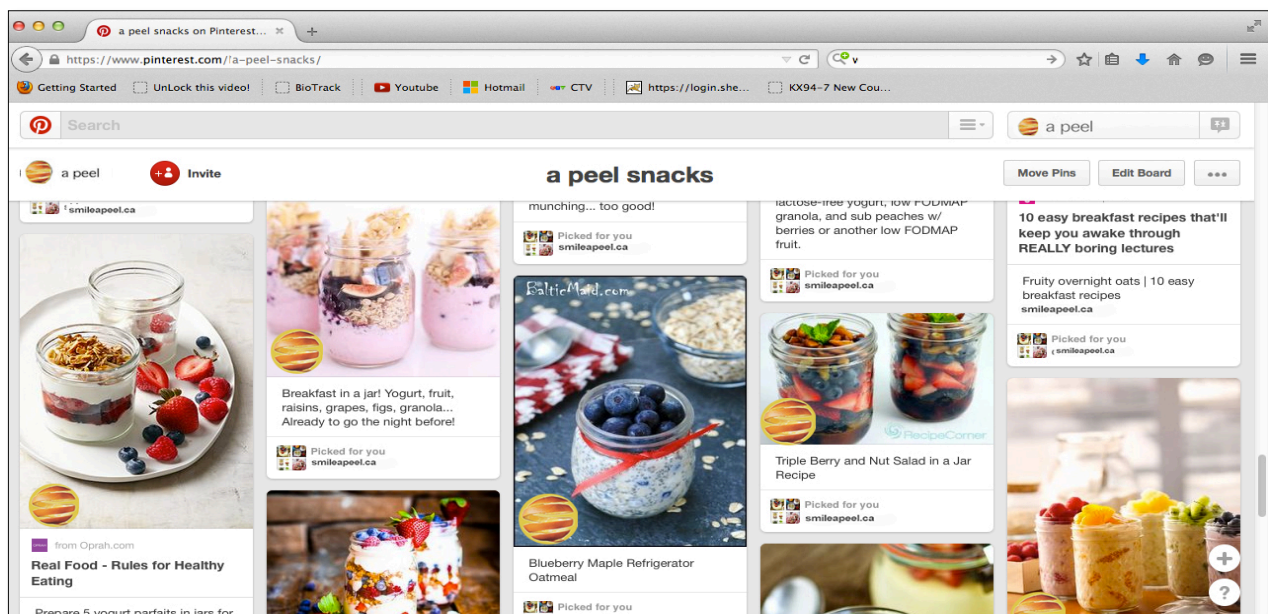 a peel snacks on Pinterest...
https://www.pinterest.com/'a-peel-snacks/
v
Getting Started
UnLock this video!
BioTrack
Youtube
Hotmail
CTV
https://login.she...
KX94-7 New Cou...
Search
a peel
a peel
Invite
a peel snacks
Move Pins
Edit Board
smileapeel.ca
from Oprah.com
Real Food - Rules for Healthy
Eating
Prepare 5 yogurt parfaits in jars for
Breakfast in a jar! Yogurt, fruit,
raisins, grapes, figs, granola...
Already to go the night before!
Picked for you
smileapeel.ca
munching... too good!
Picked for you
smileapeel.ca
BalticMaid.com
Blueberry Maple Refrigerator
Oatmeal
Picked for you
lactose-free yogurt, low FODMAP
granola, and sub peaches w/
berries or another low FODMAP
fruit.
Picked for you
smileapeel.ca
RecipeCorner
Triple Berry and Nut Salad in a Jar
Recipe
Picked for you
smileapeel.ca
10 easy breakfast recipes that'll
keep you awake through
REALLY boring lectures
Fruity overnight oats | 10 easy
breakfast recipes
smileapeel.ca
Picked for you
smileapeel.ca
+
?